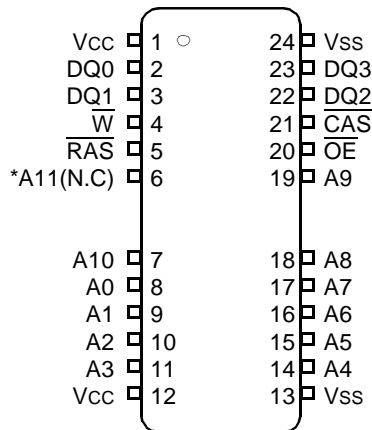 VCC 1 24 VSS
DQ0 2 23 DQ3
DQ1 3 22 DQ2
W 4 21 CAS
RAS 5 20 OE
*A11(N.C) 6 19 A9
A10 7 18 A8
A0 8 17 A7
A1 9 16 A6
A2 10 15 A5
A3 11 14 A4
VCC 12 13 VSS